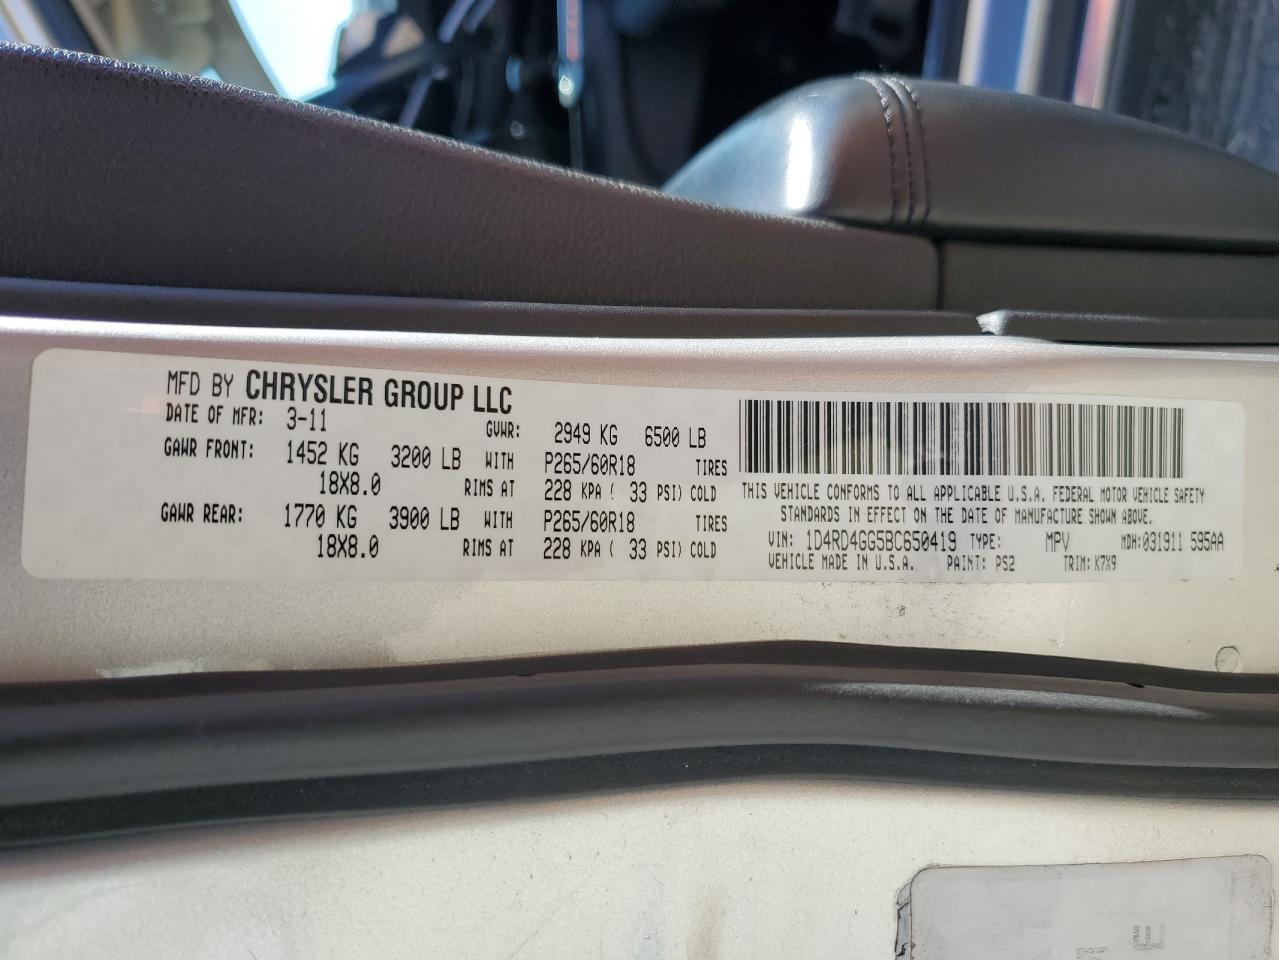 MFD BY CHRYSLER GROUP LLC
DATE OF MFR: 3-11 GVWR: 2949 KG 6500 LB
GAWR FRONT: 1452 KG 3200 LB WITH P265/60R18 TIRES
18X8.0 RIMS AT 228 KPA ( 33 PSI) COLD
GAWR REAR: 1770 KG 3900 LB WITH P265/60R18 TIRES
18X8.0 RIMS AT 228 KPA ( 33 PSI) COLD
THIS VEHICLE CONFORMS TO ALL APPLICABLE U.S.A. FEDERAL MOTOR VEHICLE SAFETY
STANDARDS IN EFFECT ON THE DATE OF MANUFACTURE SHOWN ABOVE.
VIN: 1D4RD4GG5BC650419 TYPE: MPV MDH: 031911 595AA
VEHICLE MADE IN U.S.A. PAINT: PS2 TRIM: K7X9